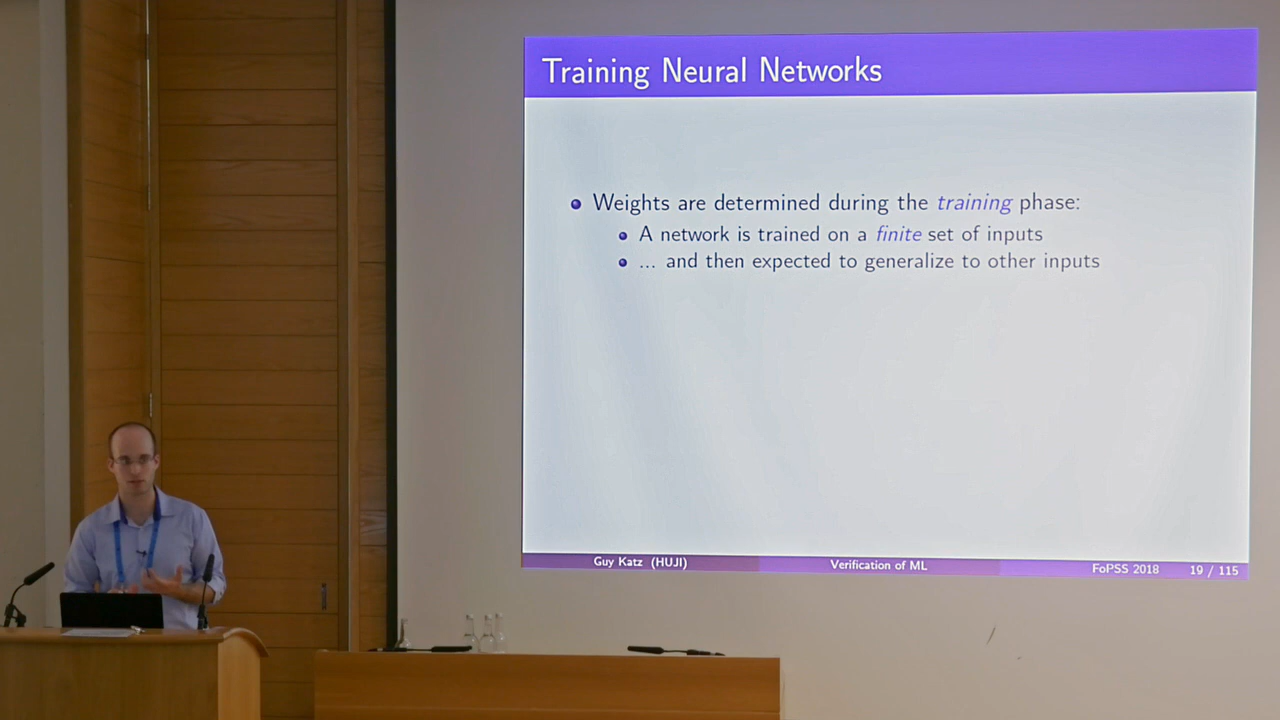 Training Neural Networks
Weights are determined during the training phase:
A network is trained on a finite set of inputs
... and then expected to generalize to other inputs
Guy Katz (HUJI) Verification of ML FoPSS 2018 19 / 115